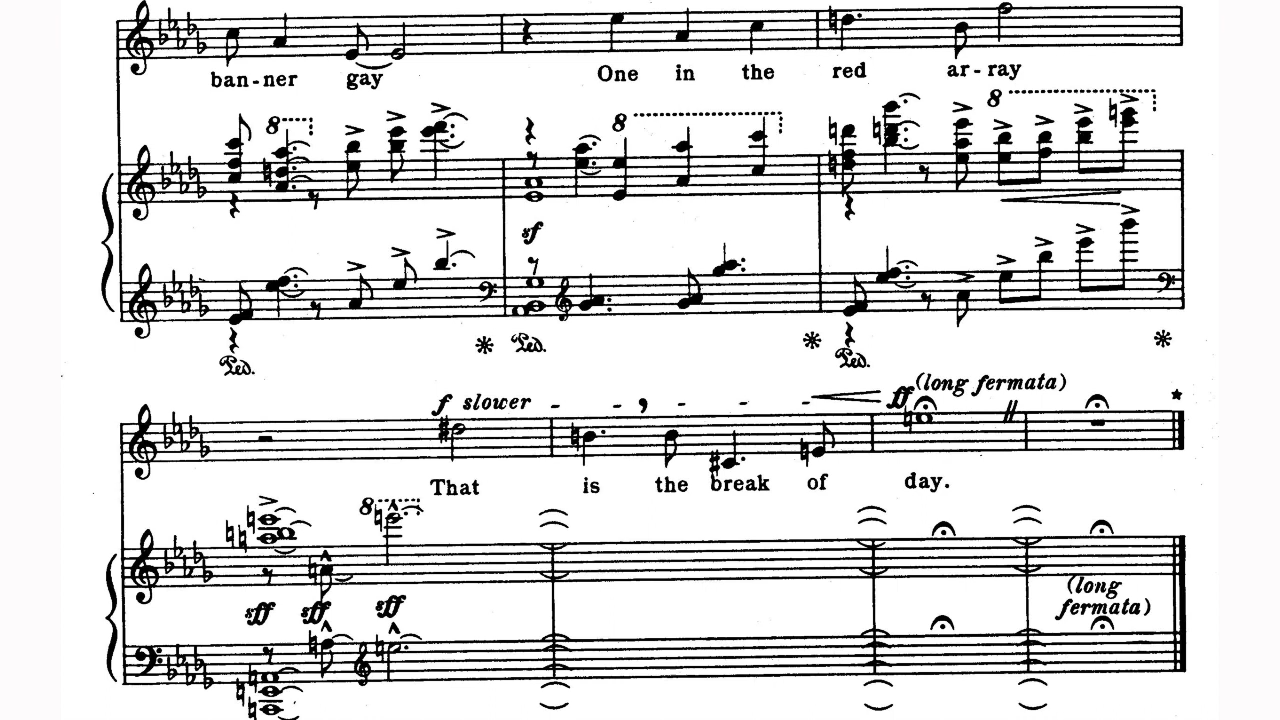 ban-ner gay One in the red ar-ray
8 8 8
sf
Ped. * Ped. * Ped. *
f slower - - , - - - ff (long fermata) *
That is the break of day.
8
sff sff sff
(long
fermata)